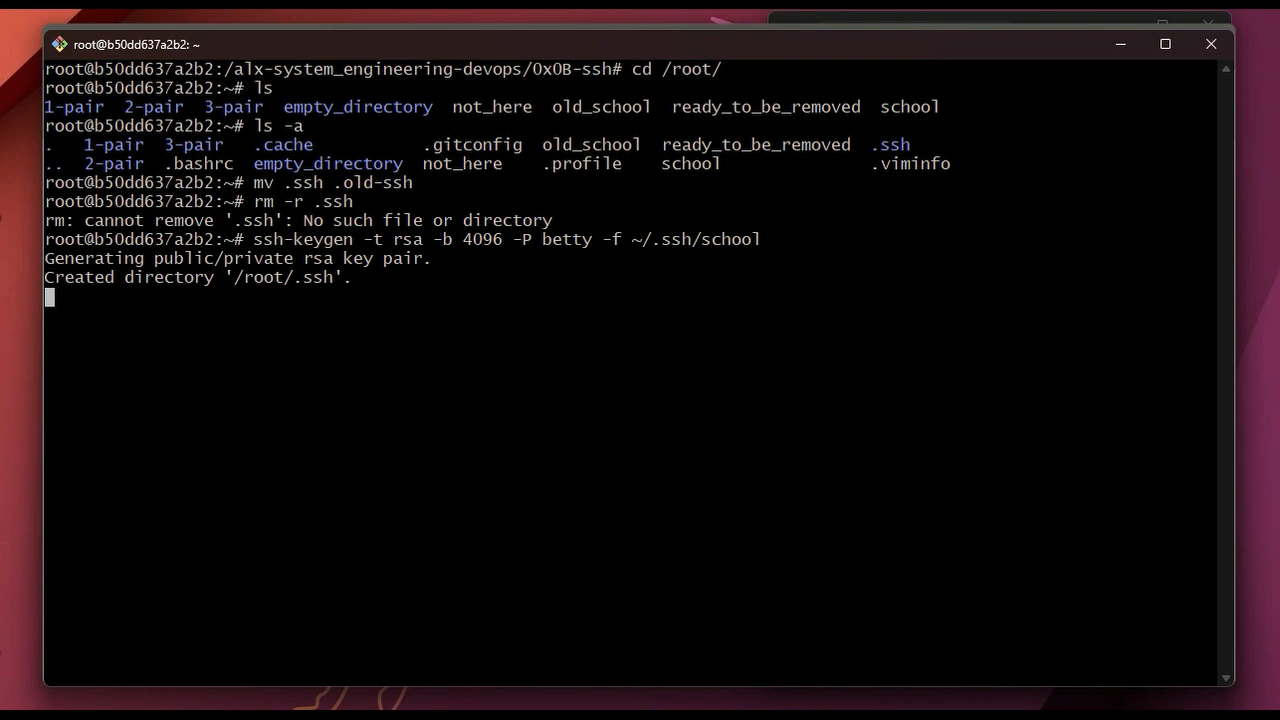 root@b50dd637a2b2: ~
root@b50dd637a2b2:/alx-system_engineering-devops/0x0B-ssh# cd /root/
root@b50dd637a2b2:~# ls
1-pair  2-pair  3-pair  empty_directory  not_here  old_school  ready_to_be_removed  school
root@b50dd637a2b2:~# ls -a
.   1-pair  3-pair   .cache           .gitconfig  old_school  ready_to_be_removed  .ssh
..  2-pair  .bashrc  empty_directory  not_here    .profile    school               .viminfo
root@b50dd637a2b2:~# mv .ssh .old-ssh
root@b50dd637a2b2:~# rm -r .ssh
rm: cannot remove '.ssh': No such file or directory
root@b50dd637a2b2:~# ssh-keygen -t rsa -b 4096 -P betty -f ~/.ssh/school
Generating public/private rsa key pair.
Created directory '/root/.ssh'.